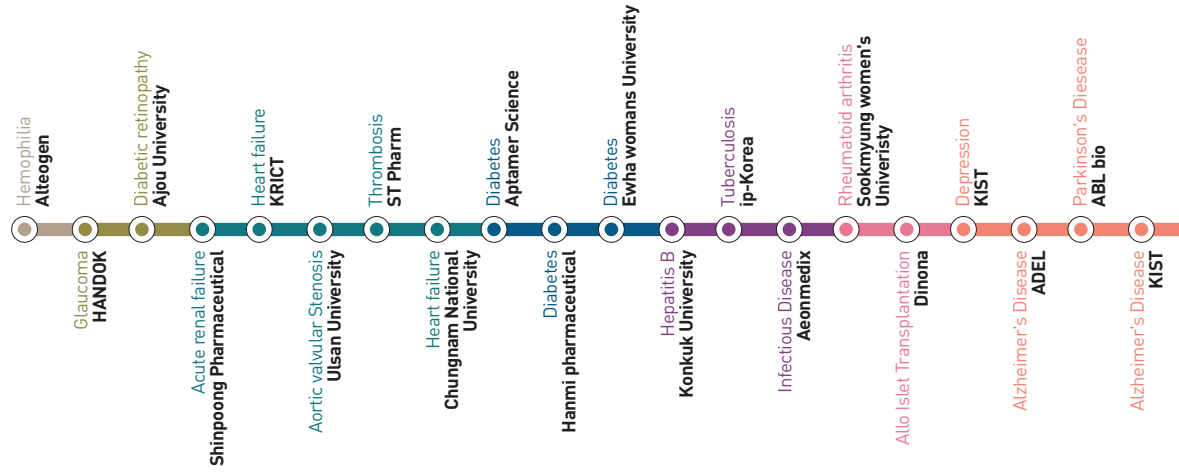 Hemophilia
Alteogen
Glaucoma
HANDOK
Diabetic retinopathy
Ajou University
Acute renal failure
Shinpoong Pharmaceutical
Heart failure
KRICT
Aortic valvular Stenosis
Ulsan University
Thrombosis
ST Pharm
Heart failure
Chungnam National
University
Diabetes
Aptamer Science
Diabetes
Hanmi pharmaceutical
Diabetes
Ewha womans University
Hepatitis B
Konkuk University
Tuberculosis
ip-Korea
Infectious Disease
Aeonmedix
Rheumatoid arthritis
Sookmyung women's
Univeristy
Allo Islet Transplantation
Dinona
Depression
KIST
Alzheimer's Disease
ADEL
Parkinson's Diesease
ABL bio
Alzheimer's Disease
KIST